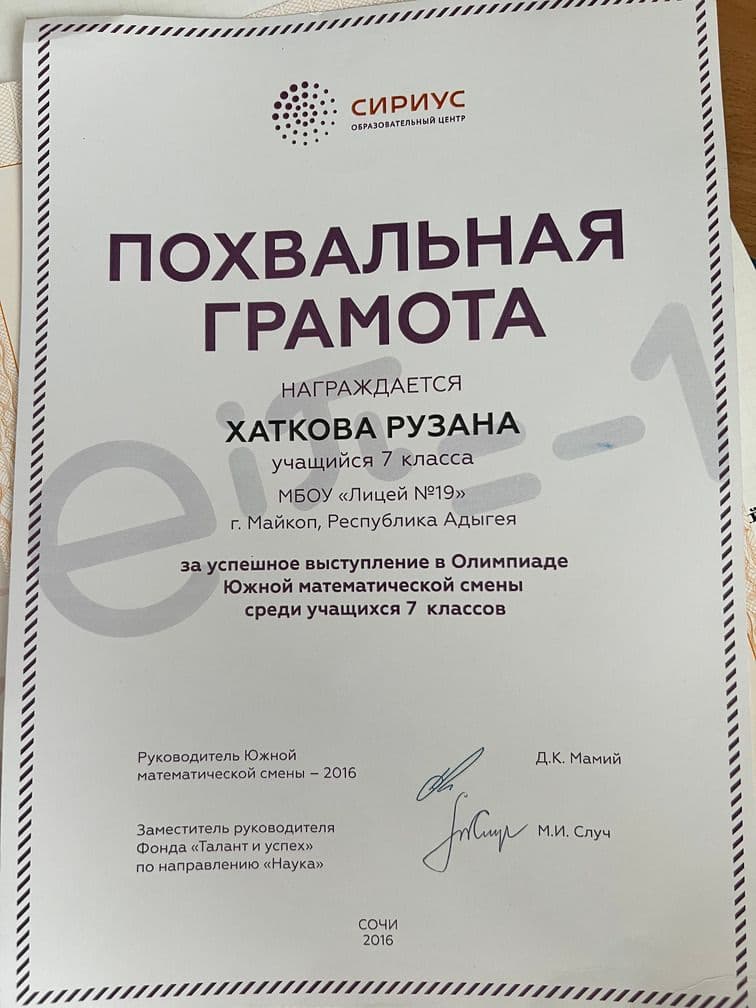 СИРИУС
ОБРАЗОВАТЕЛЬНЫЙ ЦЕНТР
ПОХВАЛЬНАЯ
ГРАМОТА
НАГРАЖДАЕТСЯ
ХАТКОВА РУЗАНА
учащийся 7 класса
МБОУ «Лицей №19»
г. Майкоп, Республика Адыгея
за успешное выступление в Олимпиаде
Южной математической смены
среди учащихся 7 классов
eiπ=-1
Руководитель Южной
математической смены – 2016
Д.К. Мамий
Заместитель руководителя
Фонда «Талант и успех»
по направлению «Наука»
М.И. Случ
СОЧИ
2016